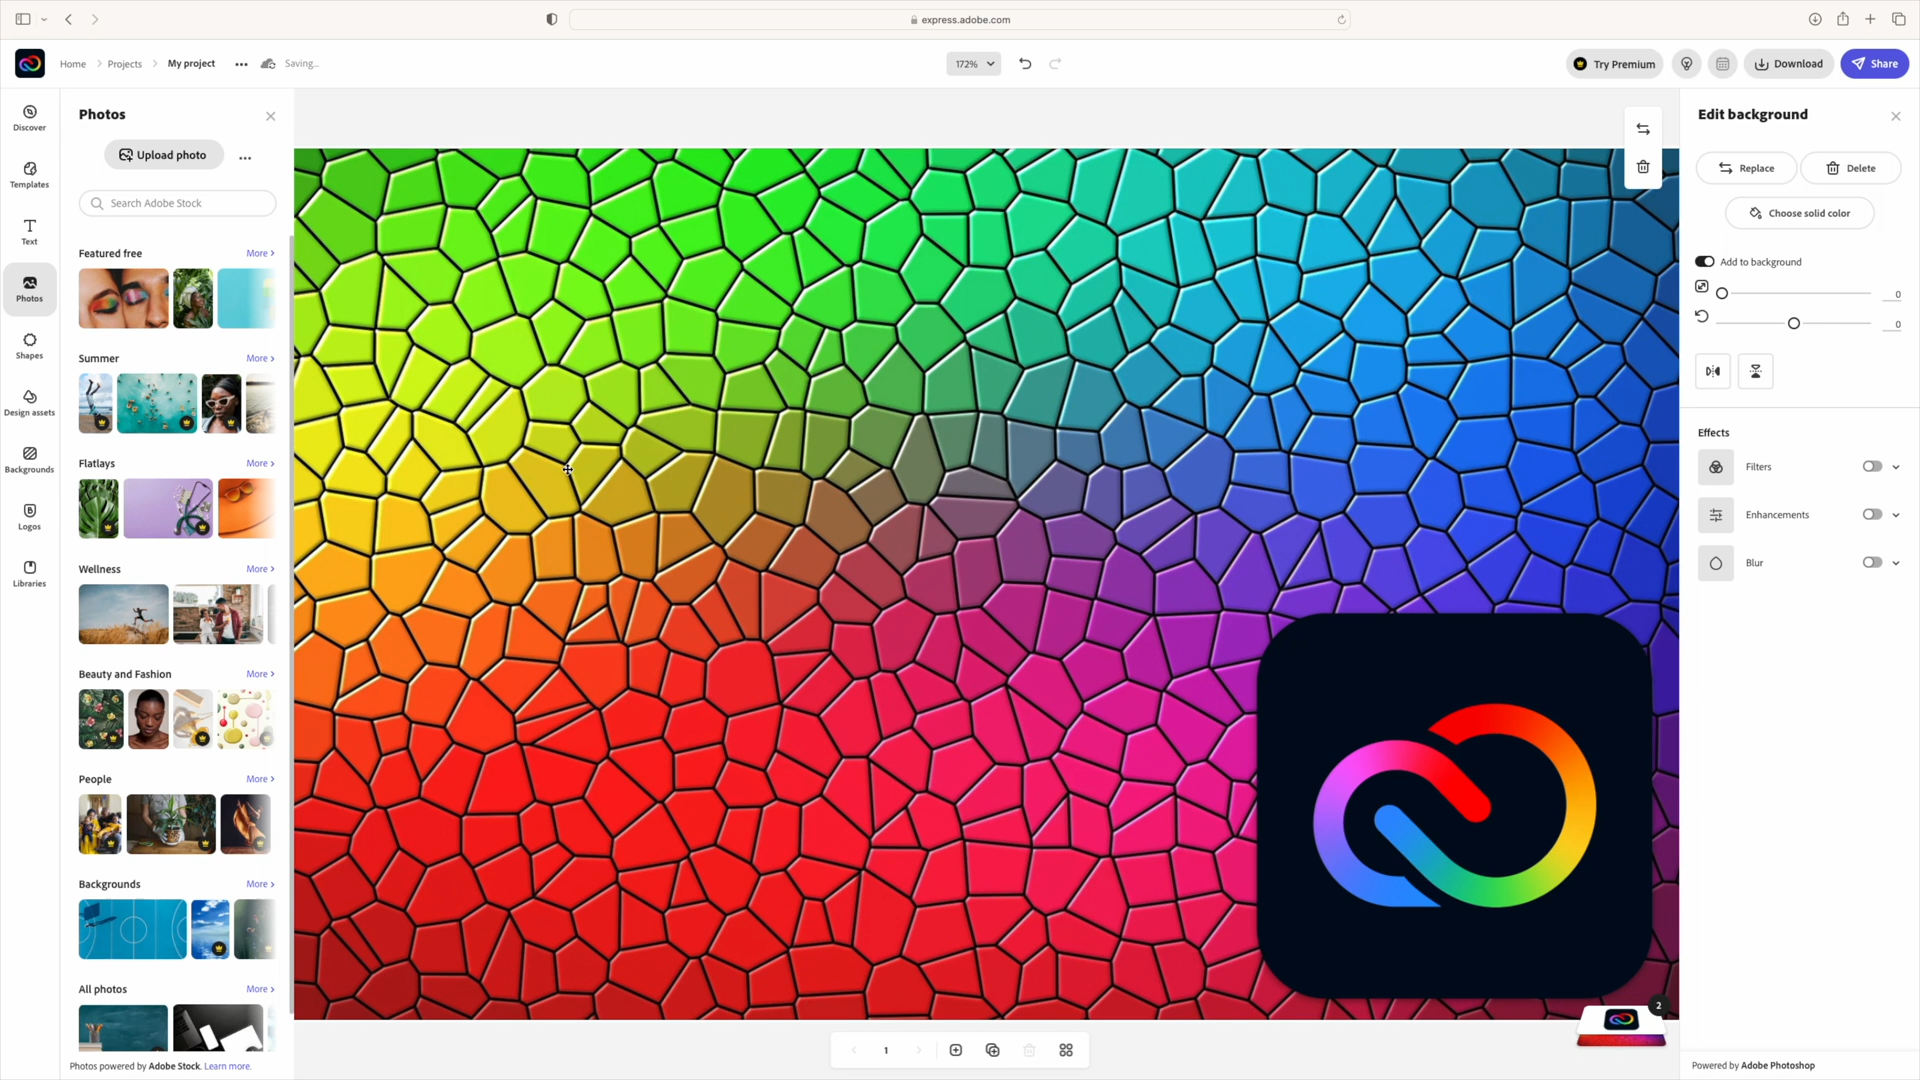 express.adobe.com
Home
Projects
My project
Saving...
172%
Try Premium
Download
Share
Discover
Templates
Text
Photos
Shapes
Design assets
Backgrounds
Logos
Libraries
Photos
Upload photo
Search Adobe Stock
Featured free
More
Summer
More
Flatlays
More
Wellness
More
Beauty and Fashion
More
People
More
Backgrounds
More
All photos
More
Photos powered by Adobe Stock. Learn more.
1
2
Edit background
Replace
Delete
Choose solid color
Add to background
0
0
Effects
Filters
Enhancements
Blur
Powered by Adobe Photoshop